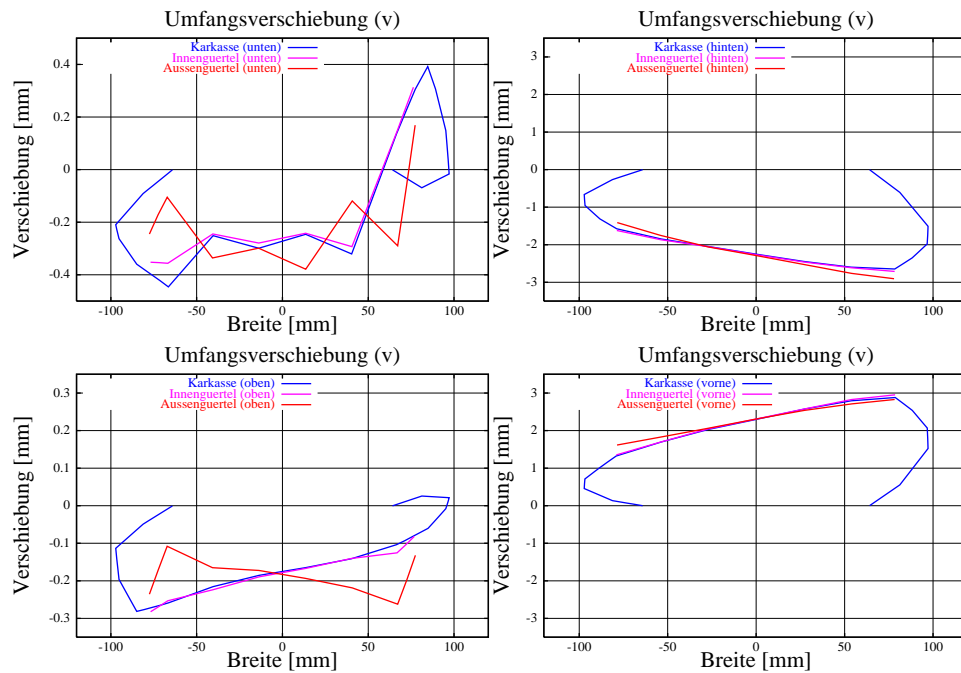 Umfangsverschiebung (v)
Karkasse (unten)
Innenguertel (unten)
Aussenguertel (unten)
0.4
0.2
0
-0.2
-0.4
-100
-50
0
50
100
Verschiebung [mm]
Breite [mm]
Umfangsverschiebung (v)
Karkasse (hinten)
Innenguertel (hinten)
Aussenguertel (hinten)
3
2
1
0
-1
-2
-3
-100
-50
0
50
100
Verschiebung [mm]
Breite [mm]
Umfangsverschiebung (v)
Karkasse (oben)
Innenguertel (oben)
Aussenguertel (oben)
0.3
0.2
0.1
0
-0.1
-0.2
-0.3
-100
-50
0
50
100
Verschiebung [mm]
Breite [mm]
Umfangsverschiebung (v)
Karkasse (vorne)
Innenguertel (vorne)
Aussenguertel (vorne)
3
2
1
0
-1
-2
-3
-100
-50
0
50
100
Verschiebung [mm]
Breite [mm]